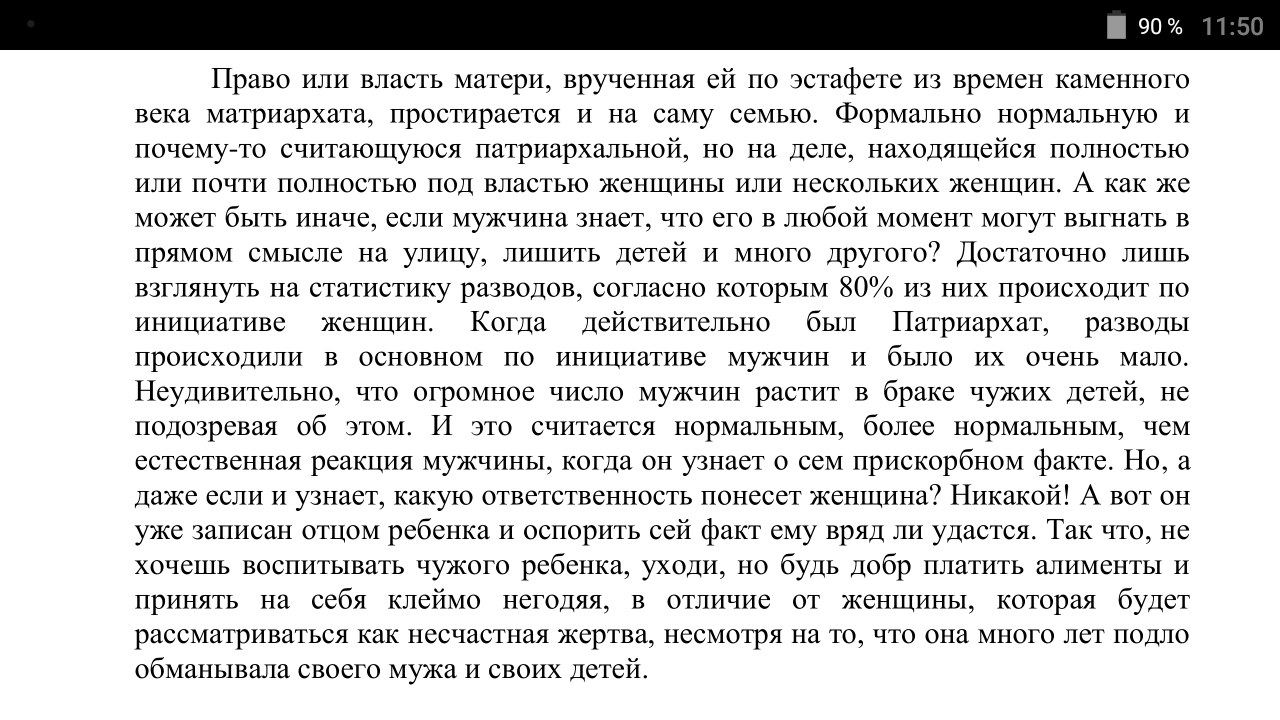 90 % 11:50
Право или власть матери, врученная ей по эстафете из времен каменного
века матриархата, простирается и на саму семью. Формально нормальную и
почему-то считающуюся патриархальной, но на деле, находящейся полностью
или почти полностью под властью женщины или нескольких женщин. А как же
может быть иначе, если мужчина знает, что его в любой момент могут выгнать в
прямом смысле на улицу, лишить детей и много другого? Достаточно лишь
взглянуть на статистику разводов, согласно которым 80% из них происходит по
инициативе женщин. Когда действительно был Патриархат, разводы
происходили в основном по инициативе мужчин и было их очень мало.
Неудивительно, что огромное число мужчин растит в браке чужих детей, не
подозревая об этом. И это считается нормальным, более нормальным, чем
естественная реакция мужчины, когда он узнает о сем прискорбном факте. Но, а
даже если и узнает, какую ответственность понесет женщина? Никакой! А вот он
уже записан отцом ребенка и оспорить сей факт ему вряд ли удастся. Так что, не
хочешь воспитывать чужого ребенка, уходи, но будь добр платить алименты и
принять на себя клеймо негодяя, в отличие от женщины, которая будет
рассматриваться как несчастная жертва, несмотря на то, что она много лет подло
обманывала своего мужа и своих детей.